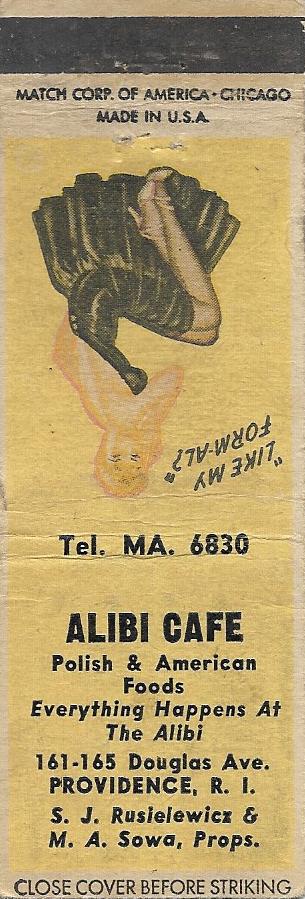 MATCH CORP. OF AMERICA • CHICAGO
MADE IN U.S.A.
"LIKE MY
FORM-AL?"
Tel. MA. 6830
ALIBI CAFE
Polish & American
Foods
Everything Happens At
The Alibi
161-165 Douglas Ave.
PROVIDENCE, R. I.
S. J. Rusielewicz &
M. A. Sowa, Props.
CLOSE COVER BEFORE STRIKING